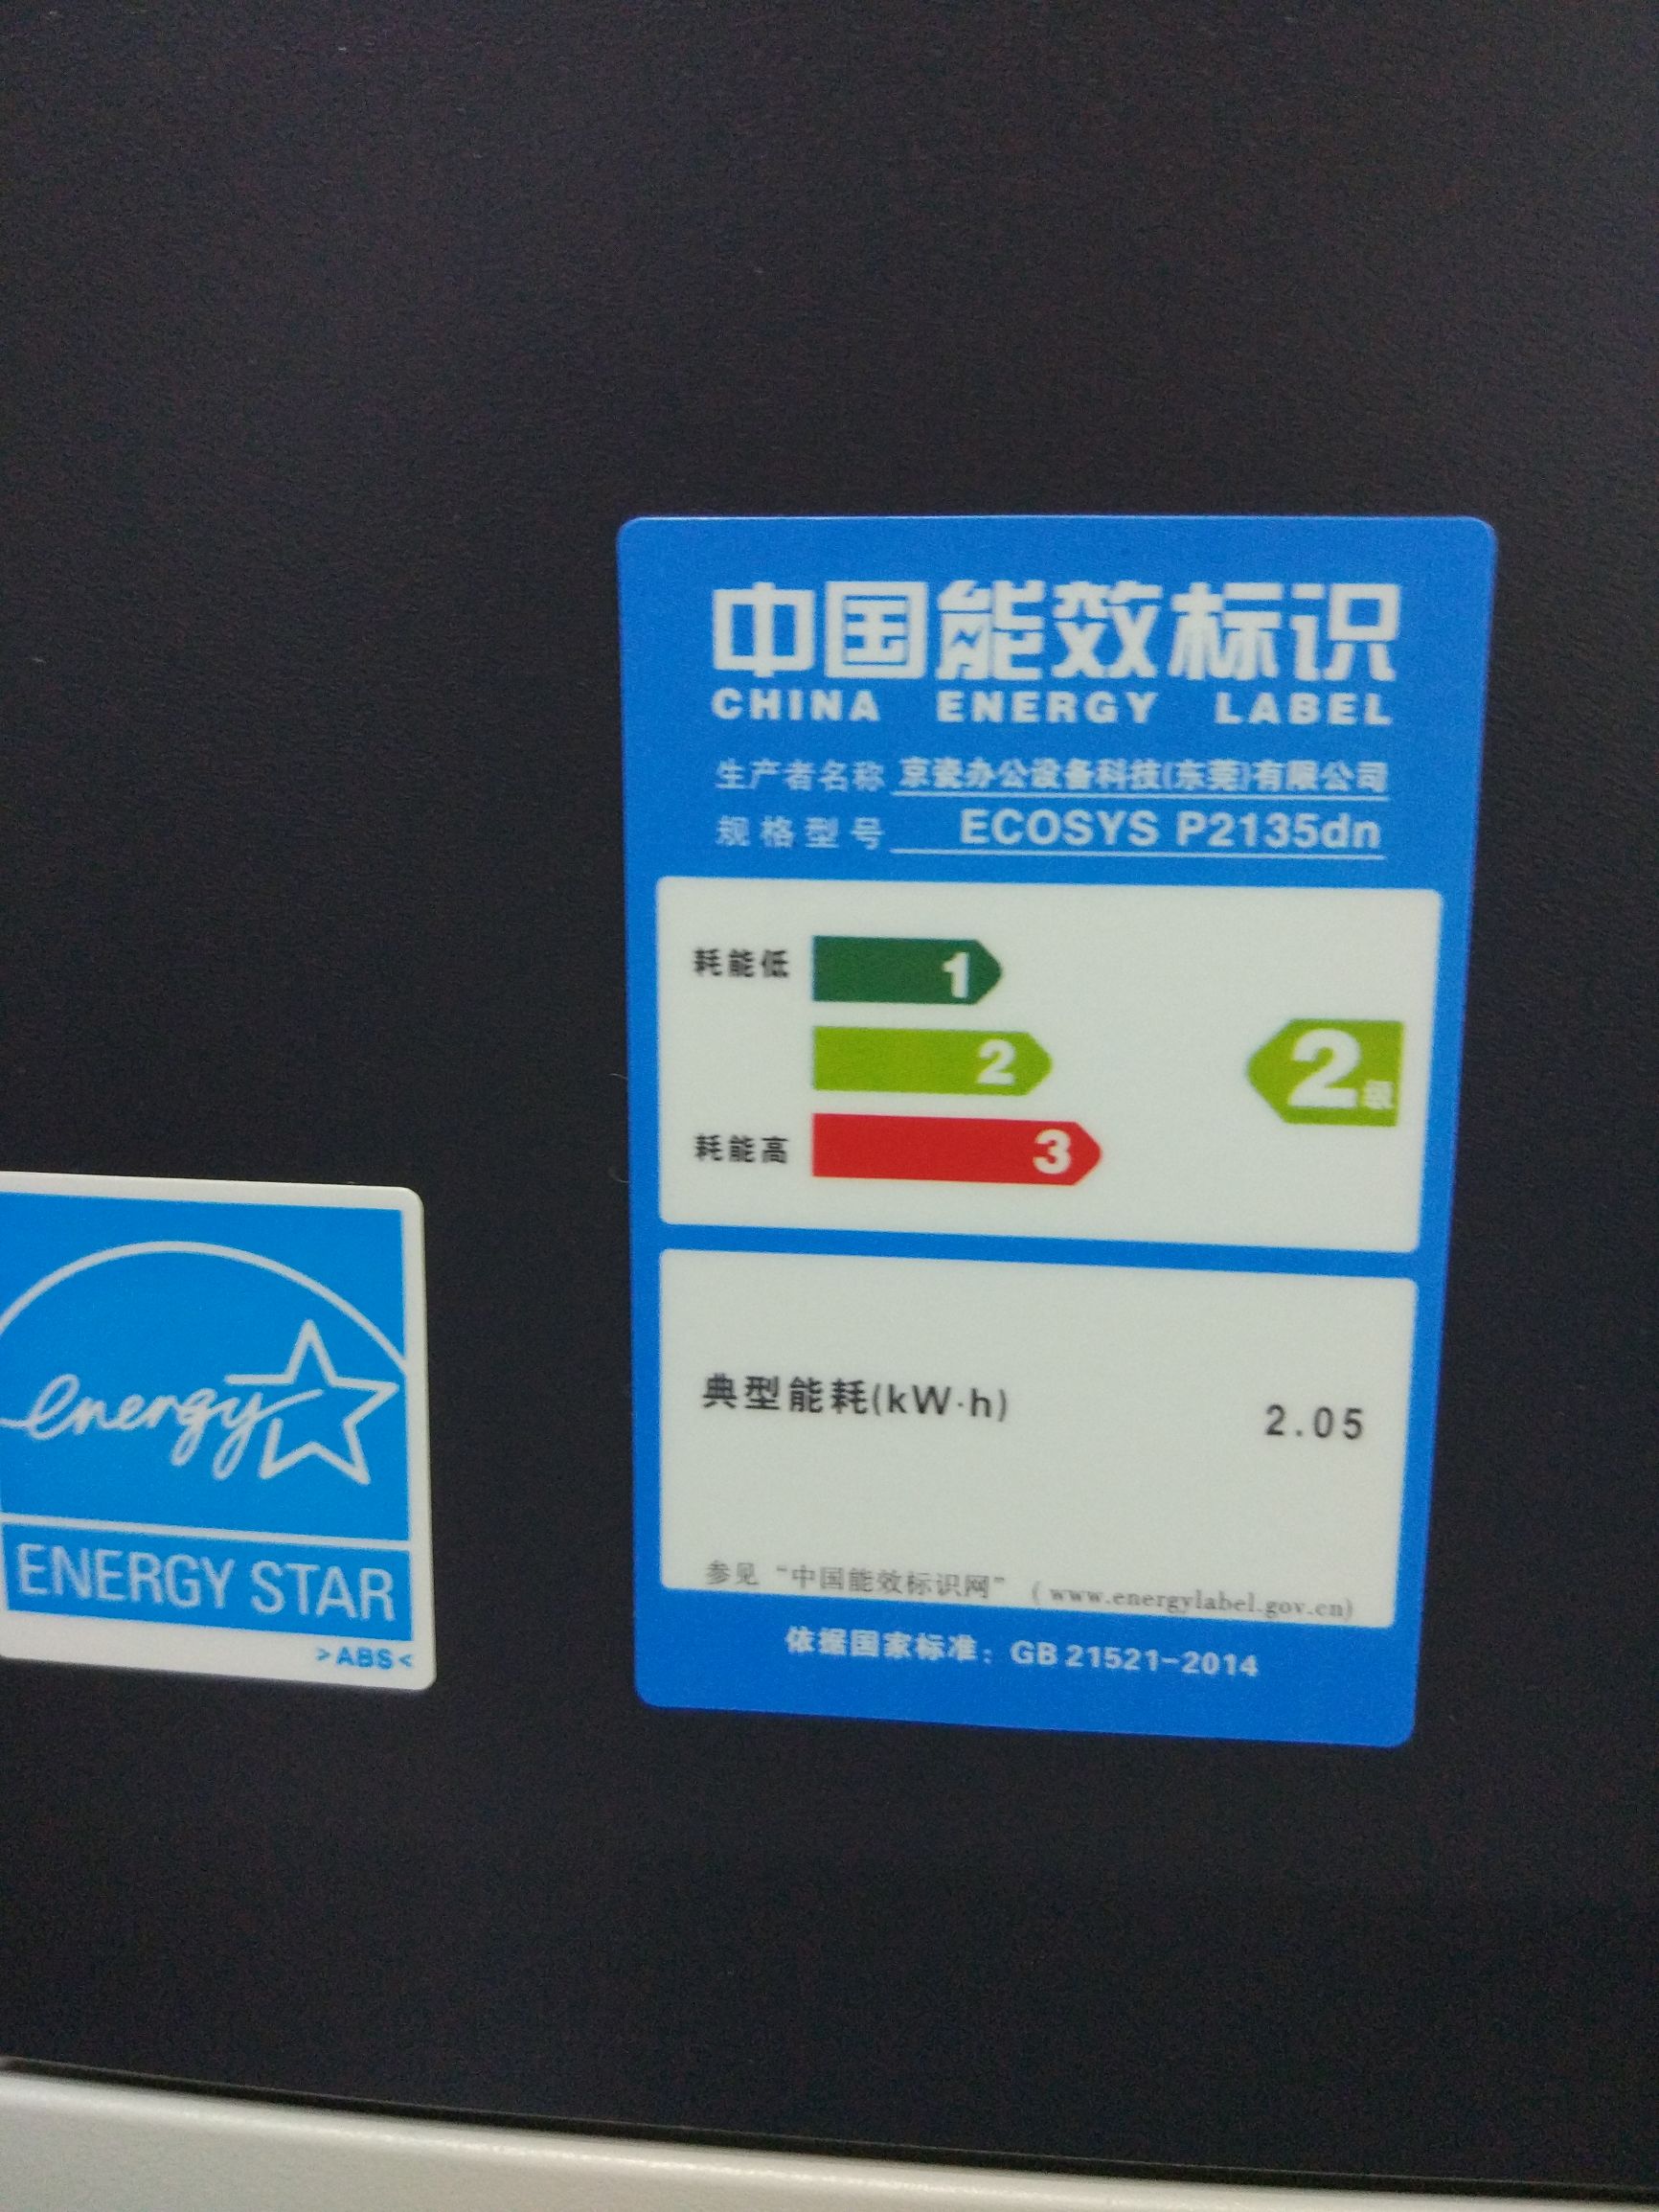 中国能效标识
CHINA ENERGY LABEL
生产者名称 京瓷办公设备科技(东莞)有限公司
规格型号 ECOSYS P2135dn
耗能低 1
2
2级
耗能高 3
典型能耗(kW·h) 2.05
参见“中国能效标识网”(www.energylabel.gov.cn)
依据国家标准：GB 21521-2014
energy
ENERGY STAR
>ABS<